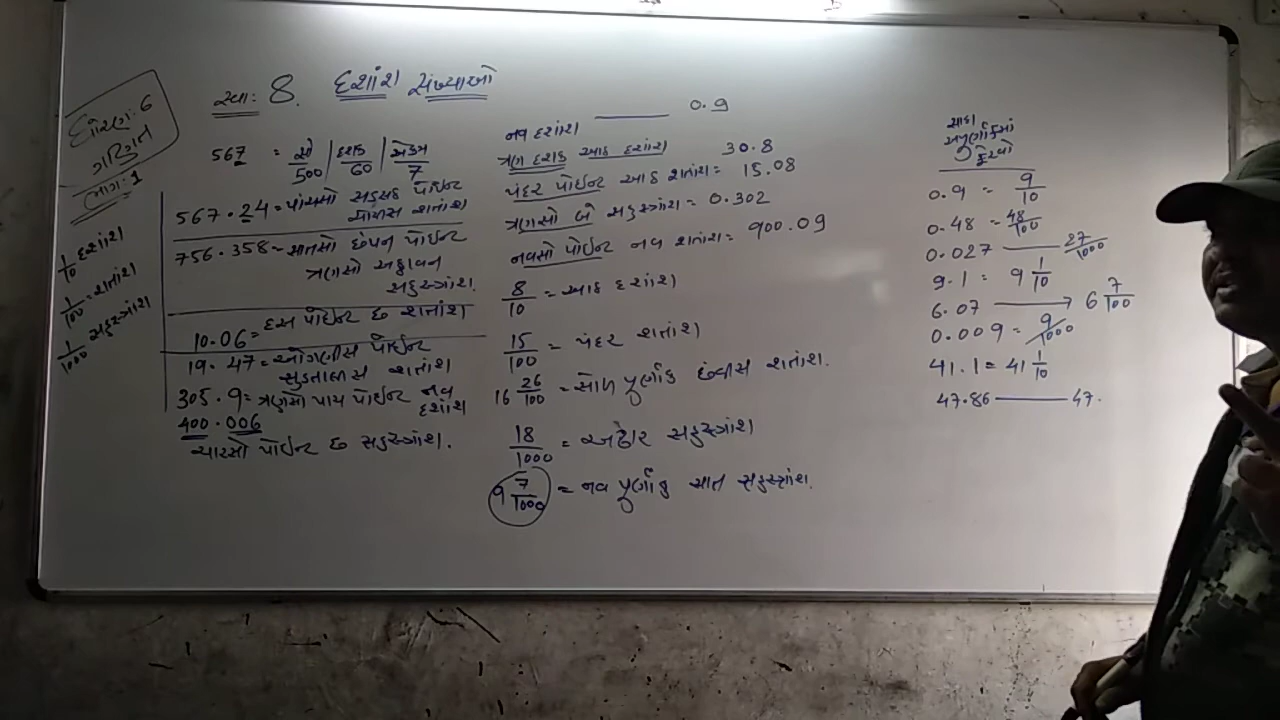 ધોરણ: 6
ગણિત
ભાગ: 1
1/10 દશાંશ
1/100 = શતાંશ
1/1000 સહસ્ત્રાંશ
સ્વા: 8. દશાંશ સંખ્યાઓ
567 = સો/500 | દશક/60 | એકમ/7
567.24 = પાંચસો સડસઠ પોઈન્ટ
ચોવીસ શતાંશ
756.358 = સાતસો છપ્પન પોઈન્ટ
ત્રણસો અઠ્ઠાવન
સહસ્ત્રાંશ.
10.06 = દસ પોઈન્ટ છ શતાંશ
19.47 = ઓગણીસ પોઈન્ટ
સુડતાલીસ શતાંશ
305.9 = ત્રણસો પાંચ પોઈન્ટ નવ
દશાંશ
400.006
ચારસો પોઈન્ટ છ સહસ્ત્રાંશ.
નવ દશાંશ ——— 0.9
ત્રણ દશક આઠ દશાંશ 30.8
પંદર પોઈન્ટ આઠ શતાંશ = 15.08
ત્રણસો બે સહસ્ત્રાંશ = 0.302
નવસો પોઈન્ટ નવ શતાંશ = 900.09
8/10 = આઠ દશાંશ
15/100 = પંદર શતાંશ
16 26/100 = સોળ પૂર્ણાંક છવીસ શતાંશ.
18/1000 = અઢાર સહસ્ત્રાંશ
9 7/1000 = નવ પૂર્ણાંક સાત સહસ્ત્રાંશ.
સાદા
અપૂર્ણાંકમાં
ફેરવો
0.9 = 9/10
0.48 = 48/100
0.027 —— 27/1000
9.1 = 9 1/10
6.07 ——→ 6 7/100
0.009 = 9/1000
41.1 = 41 1/10
47.86 —— 47.